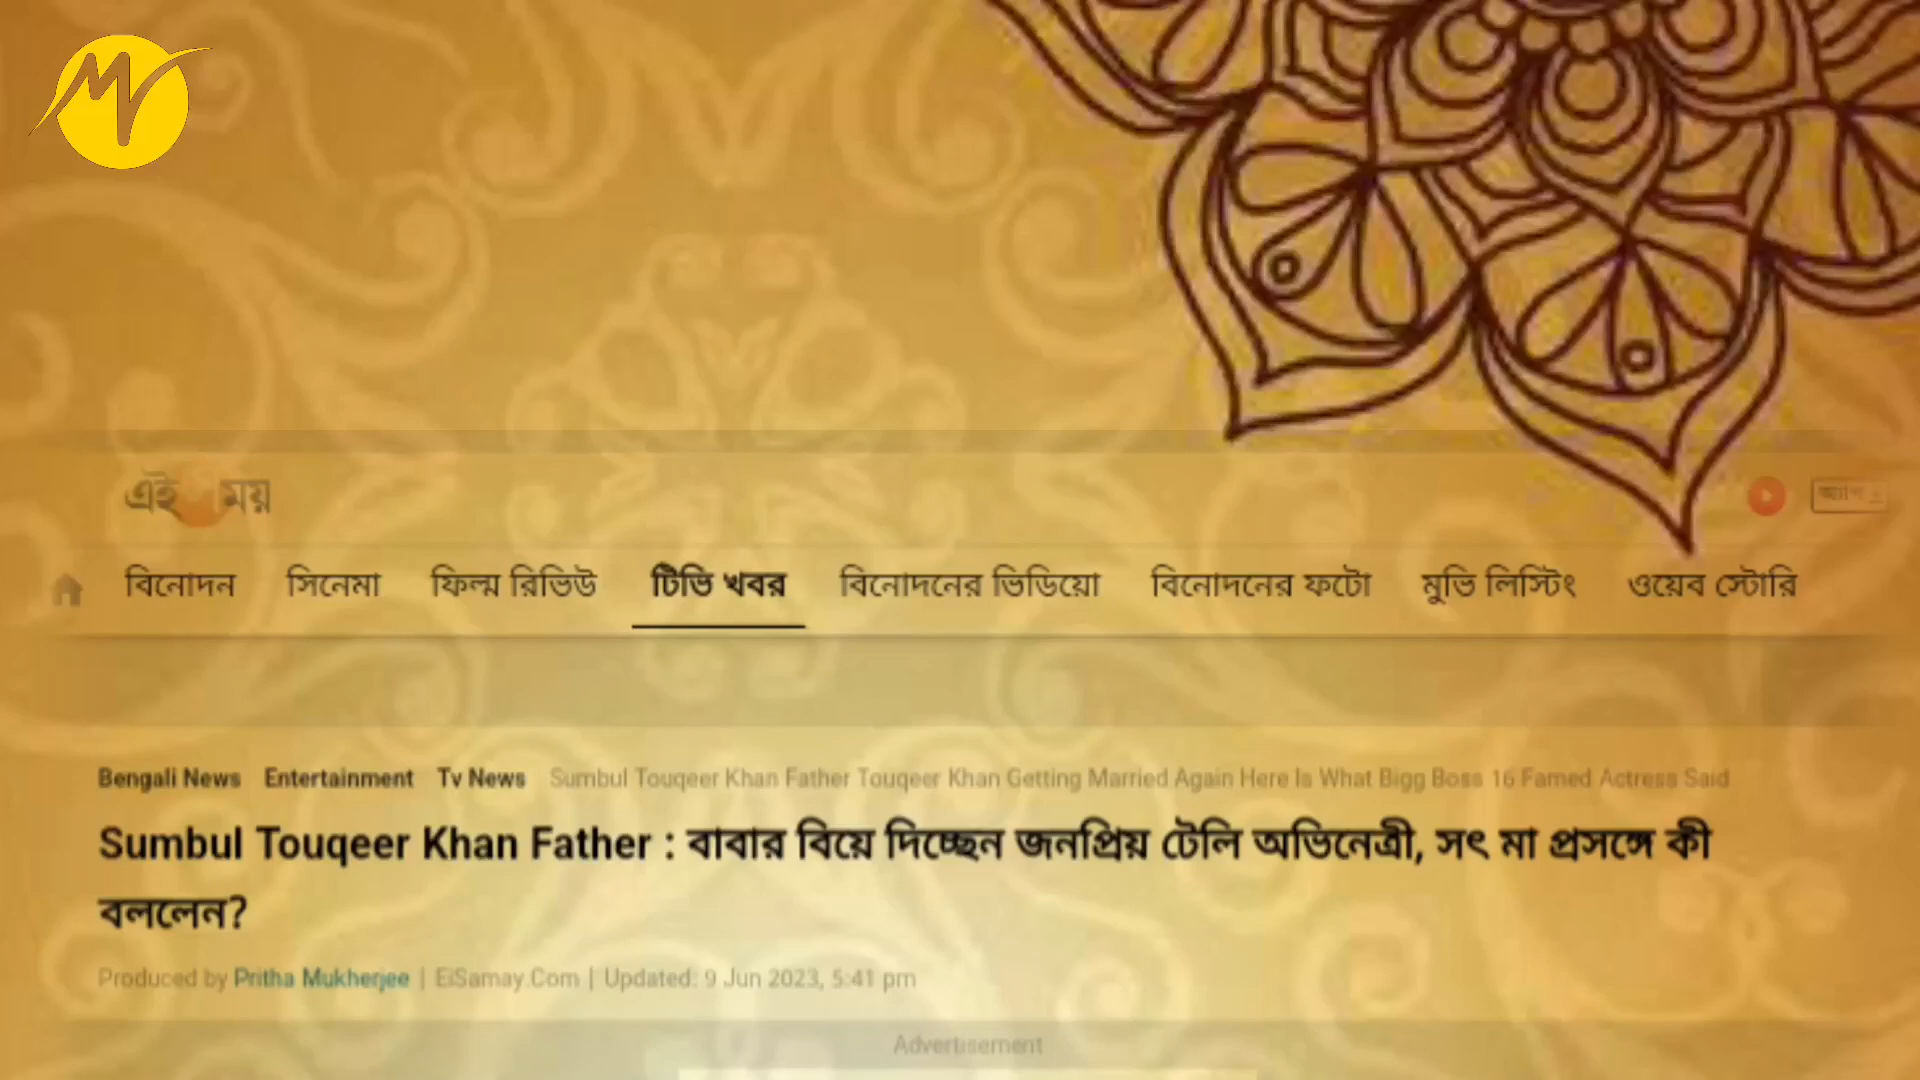 এই সময়
অ্যাপ
বিনোদন সিনেমা ফিল্ম রিভিউ টিভি খবর বিনোদনের ভিডিয়ো বিনোদনের ফটো মুভি লিস্টিং ওয়েব স্টোরি
Bengali News Entertainment Tv News Sumbul Touqeer Khan Father Touqeer Khan Getting Married Again Here Is What Bigg Boss 16 Famed Actress Said
Sumbul Touqeer Khan Father : বাবার বিয়ে দিচ্ছেন জনপ্রিয় টেলি অভিনেত্রী, সৎ মা প্রসঙ্গে কী
বললেন?
Produced by Pritha Mukherjee | EiSamay.Com | Updated: 9 Jun 2023, 5:41 pm
Advertisement